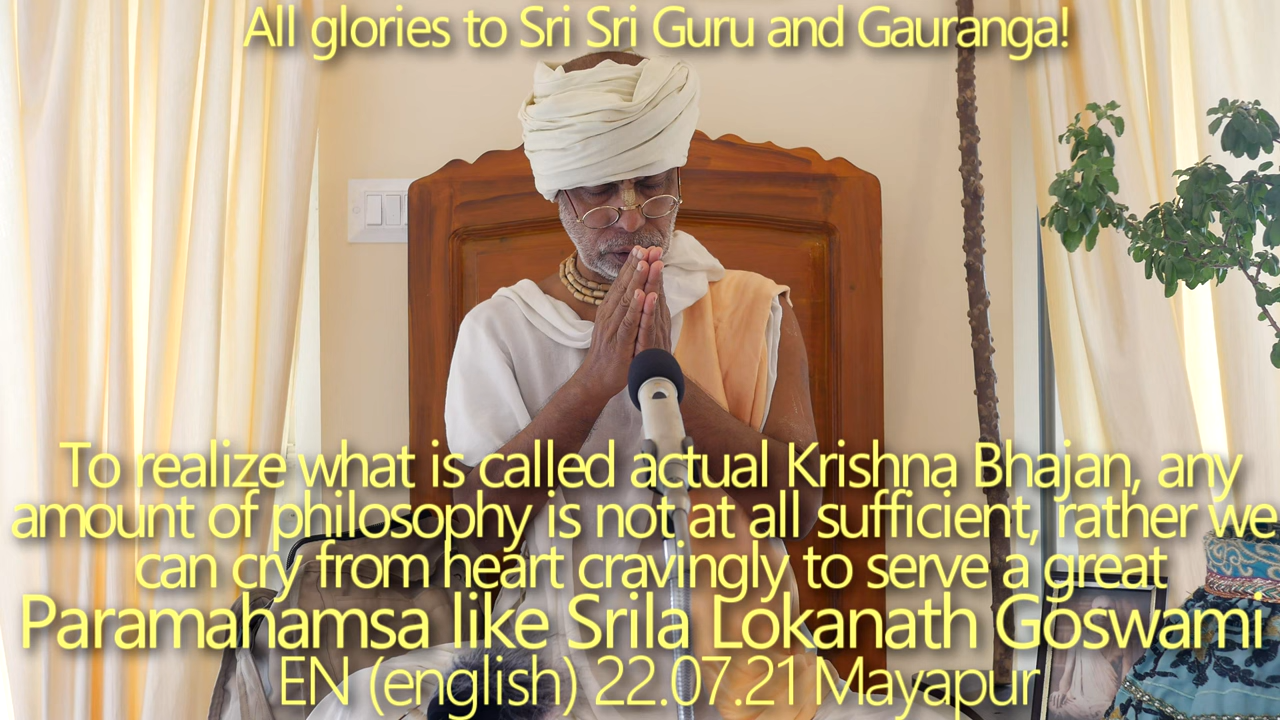 All glories to Sri Sri Guru and Gauranga!
To realize what is called actual Krishna Bhajan, any
amount of philosophy is not at all sufficient, rather we
can cry from heart cravingly to serve a great
Paramahamsa like Srila Lokanath Goswami
EN (english) 22.07.21 Mayapur